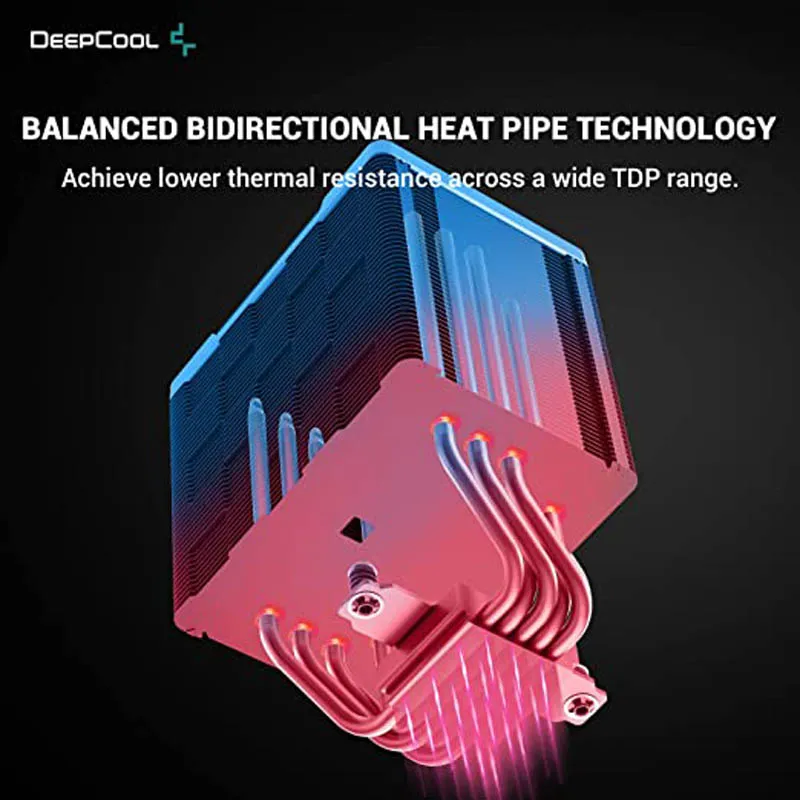 DEEPCOOL
BALANCED BIDIRECTIONAL HEAT PIPE TECHNOLOGY
Achieve lower thermal resistance across a wide TDP range.